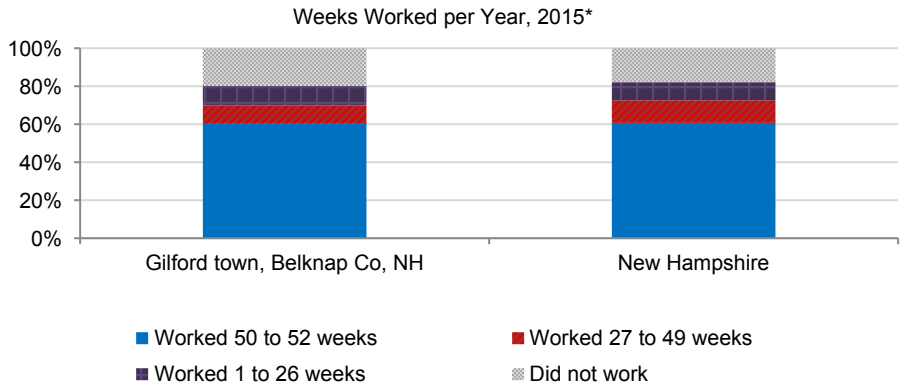 Weeks Worked per Year, 2015*
100%
80%
60%
40%
20%
0%
Gilford town, Belknap Co, NH
New Hampshire
Worked 50 to 52 weeks
Worked 27 to 49 weeks
Worked 1 to 26 weeks
Did not work